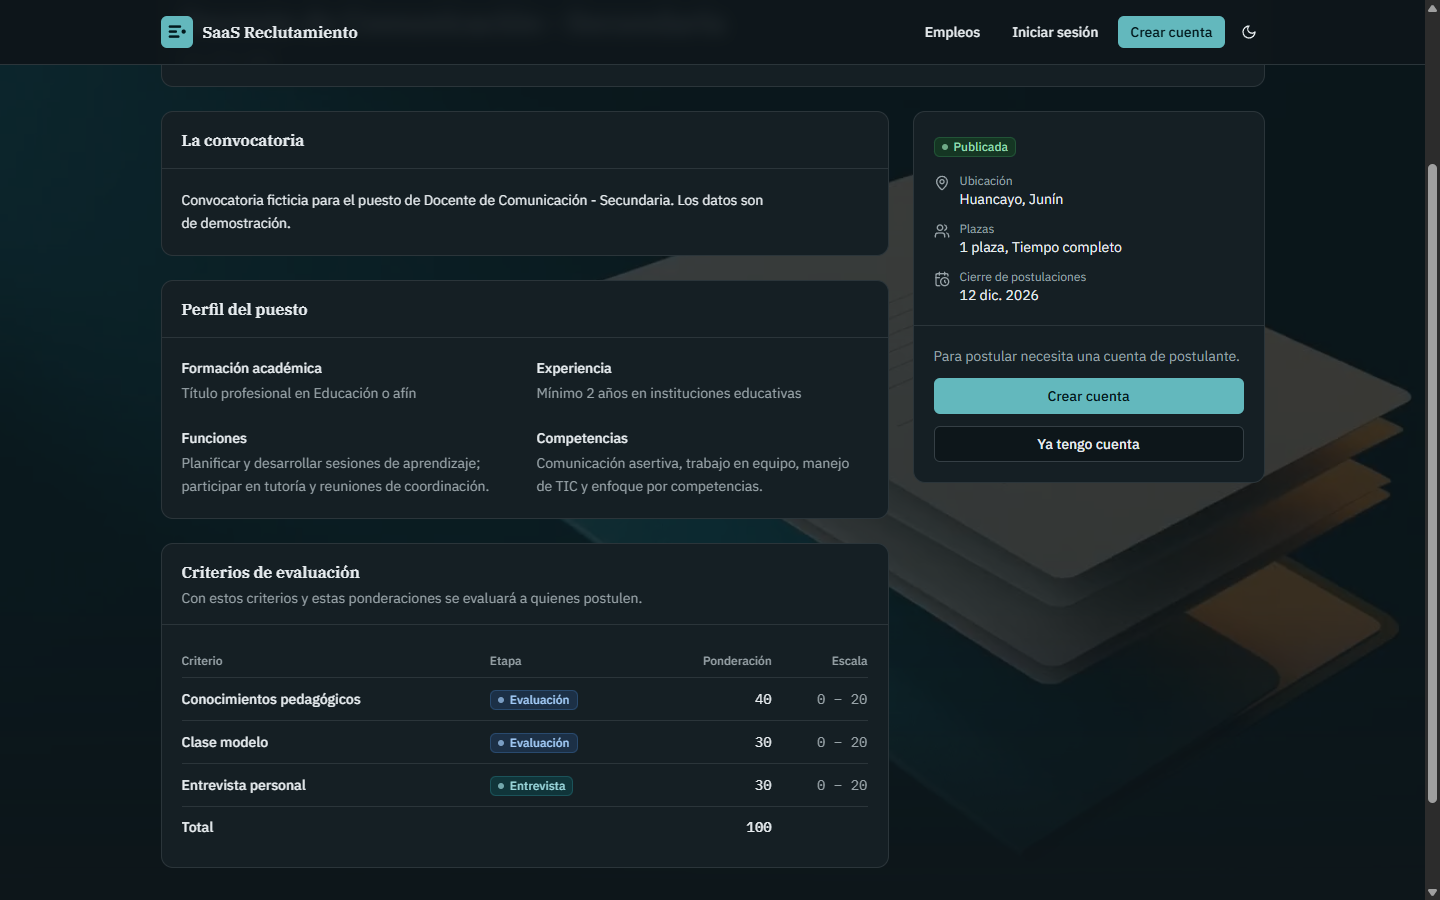 SaaS Reclutamiento
Empleos
Iniciar sesión
Crear cuenta
La convocatoria
Convocatoria ficticia para el puesto de Docente de Comunicación - Secundaria. Los datos son
de demostración.
Perfil del puesto
Formación académica
Título profesional en Educación o afín
Experiencia
Mínimo 2 años en instituciones educativas
Funciones
Planificar y desarrollar sesiones de aprendizaje;
participar en tutoría y reuniones de coordinación.
Competencias
Comunicación asertiva, trabajo en equipo, manejo
de TIC y enfoque por competencias.
Criterios de evaluación
Con estos criterios y estas ponderaciones se evaluará a quienes postulen.
Criterio Etapa Ponderación Escala
Conocimientos pedagógicos Evaluación 40 0 – 20
Clase modelo Evaluación 30 0 – 20
Entrevista personal Entrevista 30 0 – 20
Total 100
Publicada
Ubicación
Huancayo, Junín
Plazas
1 plaza, Tiempo completo
Cierre de postulaciones
12 dic. 2026
Para postular necesita una cuenta de postulante.
Crear cuenta
Ya tengo cuenta